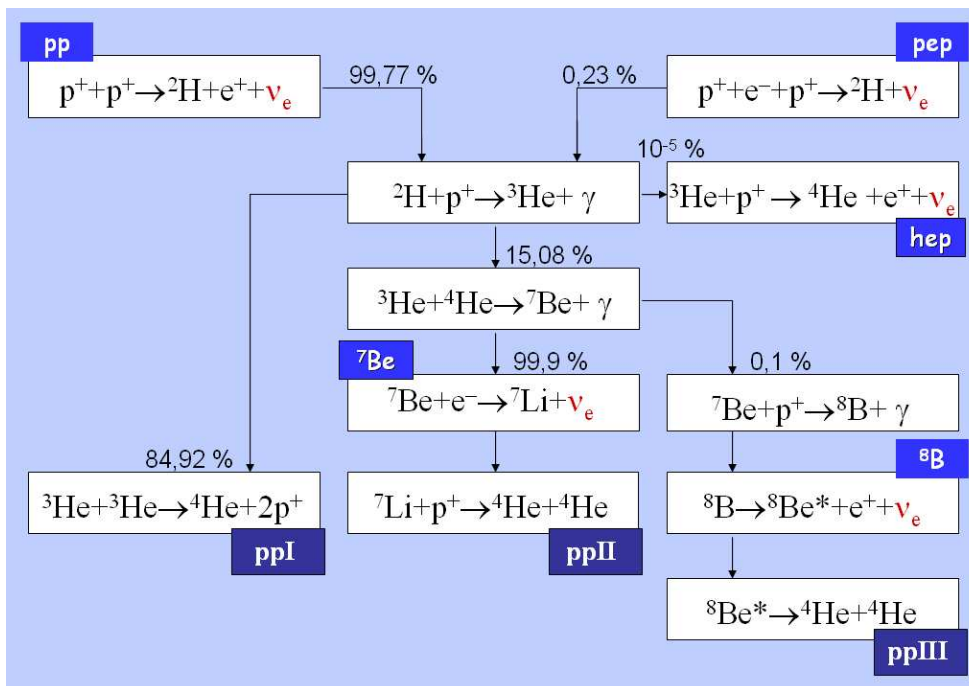 pp
pep
p⁺+p⁺→²H+e⁺+νₑ
99,77 %
0,23 %
p⁺+e⁻+p⁺→²H+νₑ
10⁻⁵ %
²H+p⁺→³He+ γ
³He+p⁺ → ⁴He +e⁺+νₑ
hep
15,08 %
³He+⁴He→⁷Be+ γ
⁷Be
99,9 %
0,1 %
⁷Be+e⁻→⁷Li+νₑ
⁷Be+p⁺→⁸B+ γ
84,92 %
⁸B
³He+³He→⁴He+2p⁺
⁷Li+p⁺→⁴He+⁴He
⁸B→⁸Be*+e⁺+νₑ
ppI
ppII
⁸Be*→⁴He+⁴He
ppIII